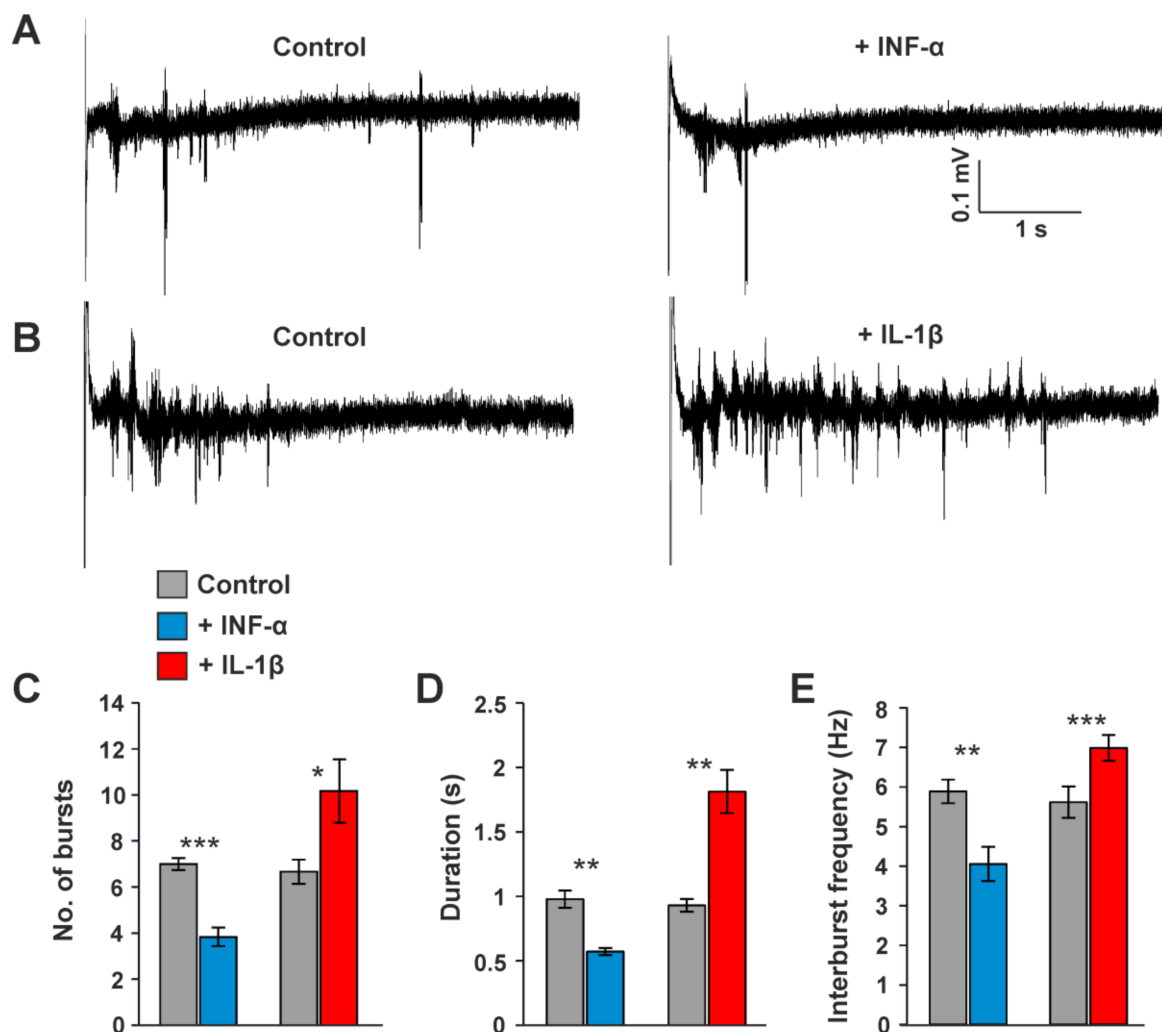 A
Control
+ INF-α
0.1 mV
1 s
B
Control
+ IL-1β
Control
+ INF-α
+ IL-1β
C
No. of bursts
14
12
10
8
6
4
2
0
***
*
D
Duration (s)
2.5
2
1.5
1
0.5
0
**
**
E
Interburst frequency (Hz)
8
7
6
5
4
3
2
1
0
**
***